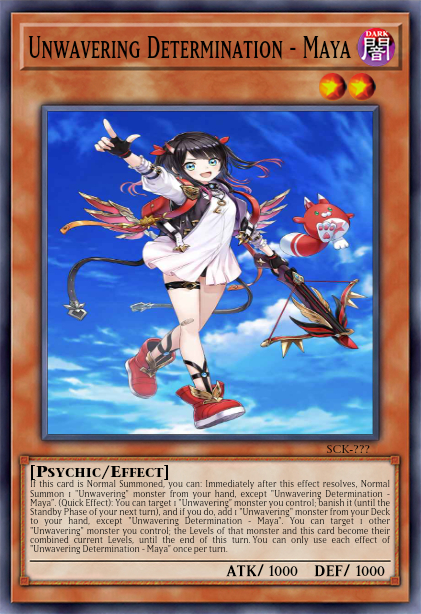 Unwavering Determination - Maya
DARK
闇
SCK-???
[Psychic/Effect]
If this card is Normal Summoned, you can: Immediately after this effect resolves, Normal
Summon 1 "Unwavering" monster from your hand, except "Unwavering Determination -
Maya". (Quick Effect): You can target 1 "Unwavering" monster you control; banish it (until the
Standby Phase of your next turn), and if you do, add 1 "Unwavering" monster from your Deck
to your hand, except "Unwavering Determination - Maya". You can target 1 other
"Unwavering" monster you control; the Levels of that monster and this card become their
combined current Levels, until the end of this turn. You can only use each effect of
"Unwavering Determination - Maya" once per turn.
ATK/ 1000 DEF/ 1000